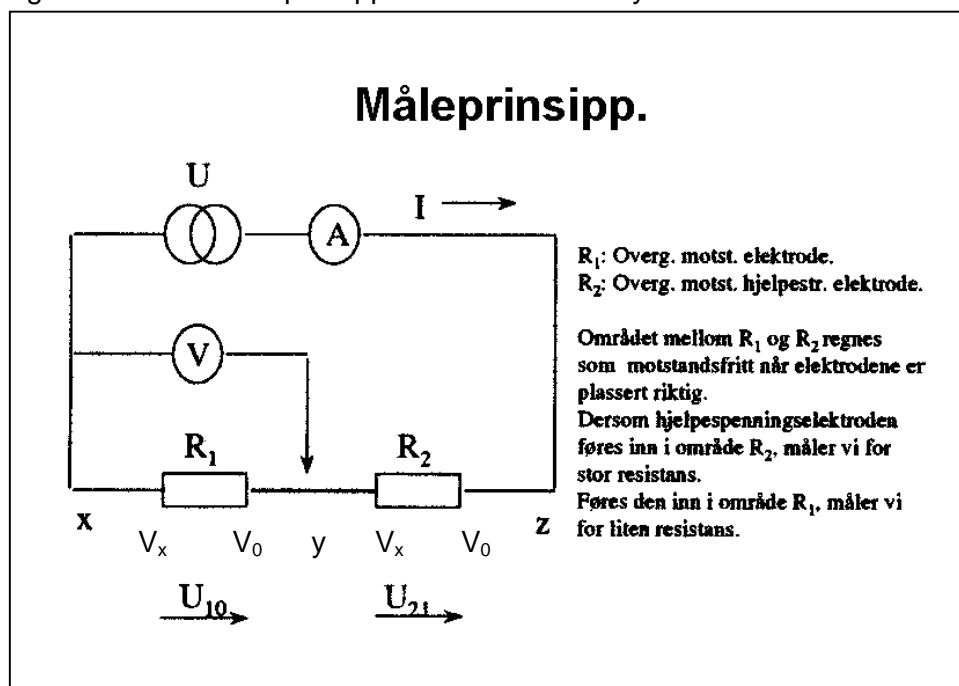 Måleprinsipp.
U
A
I
V
R₁: Overg. motst. elektrode.
R₂: Overg. motst. hjelpestr. elektrode.
Området mellom R₁ og R₂ regnes
som motstandsfritt når elektrodene er
plassert riktig.
Dersom hjelpespenningselektroden
føres inn i område R₂, måler vi for
stor resistans.
Føres den inn i område R₁, måler vi
for liten resistans.
R₁ R₂
x z
Vₓ V₀ y Vₓ V₀
U₁₀ U₂₁